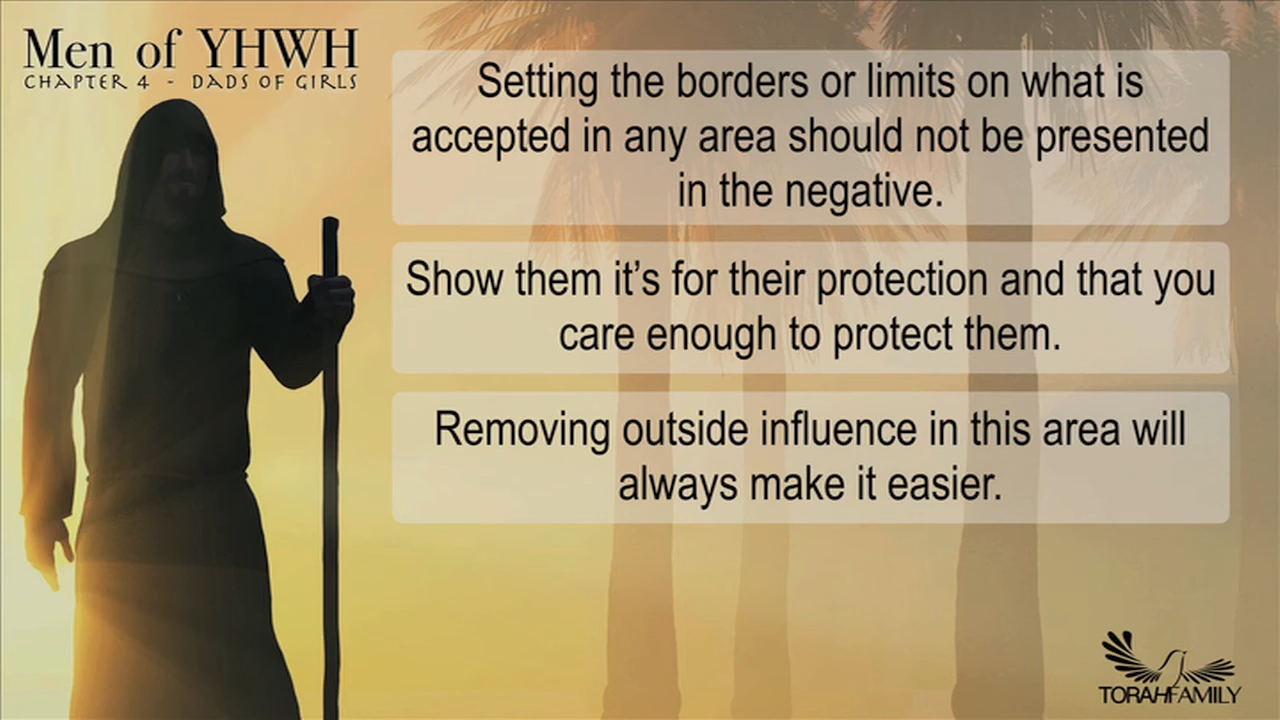 Men of YHWH
CHAPTER 4 - DADS OF GIRLS
Setting the borders or limits on what is
accepted in any area should not be presented
in the negative.
Show them it’s for their protection and that you
care enough to protect them.
Removing outside influence in this area will
always make it easier.
TORAHFAMILY